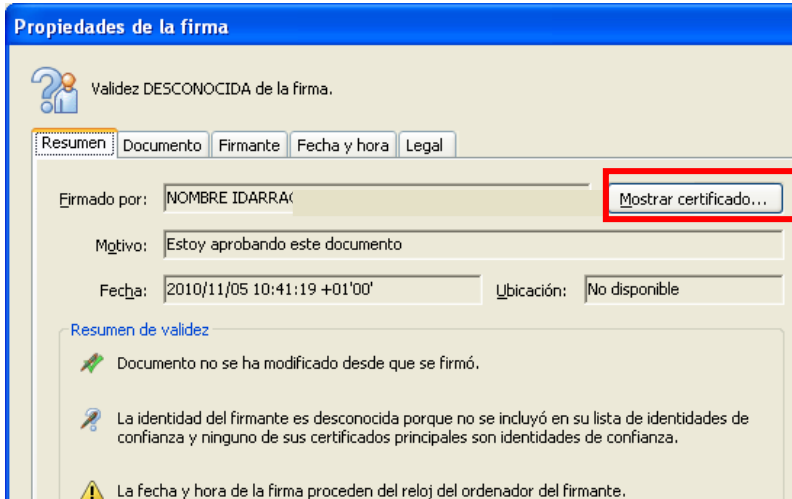 Propiedades de la firma
Validez DESCONOCIDA de la firma.
Resumen Documento Firmante Fecha y hora Legal
Firmado por: NOMBRE Mostrar certificado...
Motivo: Estoy aprobando este documento
Fecha: 2010/11/05 10:41:19 +01'00' Ubicación: No disponible
Resumen de validez
Documento no se ha modificado desde que se firmó.
La identidad del firmante es desconocida porque no se incluyó en su lista de identidades de
confianza y ninguno de sus certificados principales son identidades de confianza.
La fecha y hora de la firma proceden del reloj del ordenador del firmante.